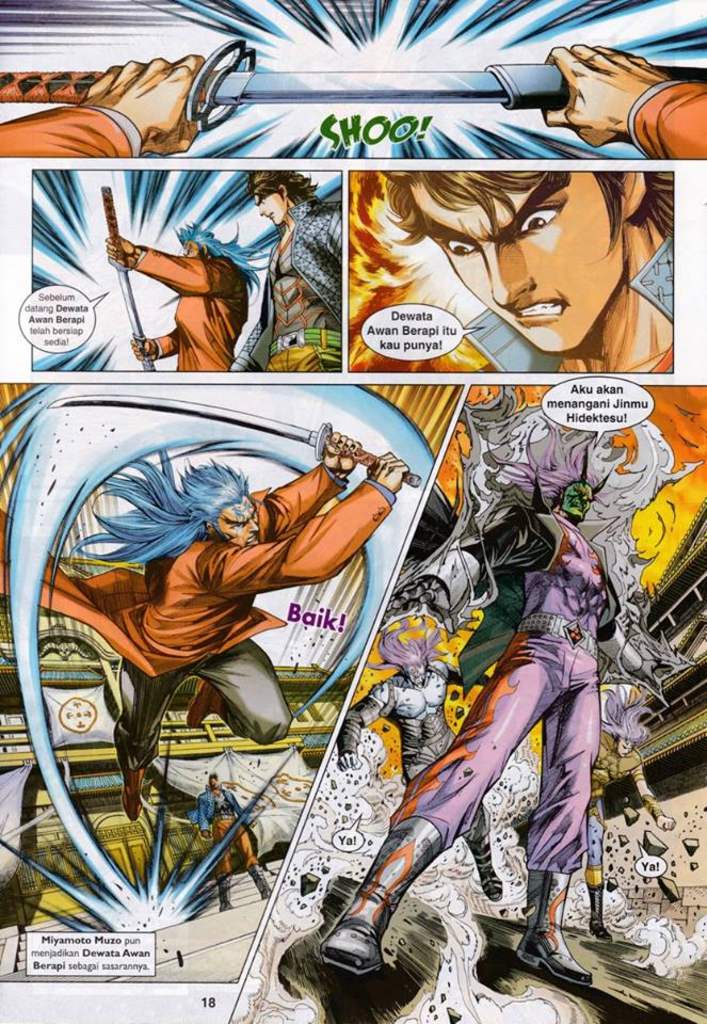 SHOO!
Sebelum
datang Dewata
Awan Berapi
telah bersiap
sedia!
Dewata
Awan Berapi itu
kau punya!
Baik!
Miyamoto Muzo pun
menjadikan Dewata Awan
Berapi sebagai sasarannya.
Aku akan
menangani Jinmu
Hidektesu!
Ya!
Ya!
18